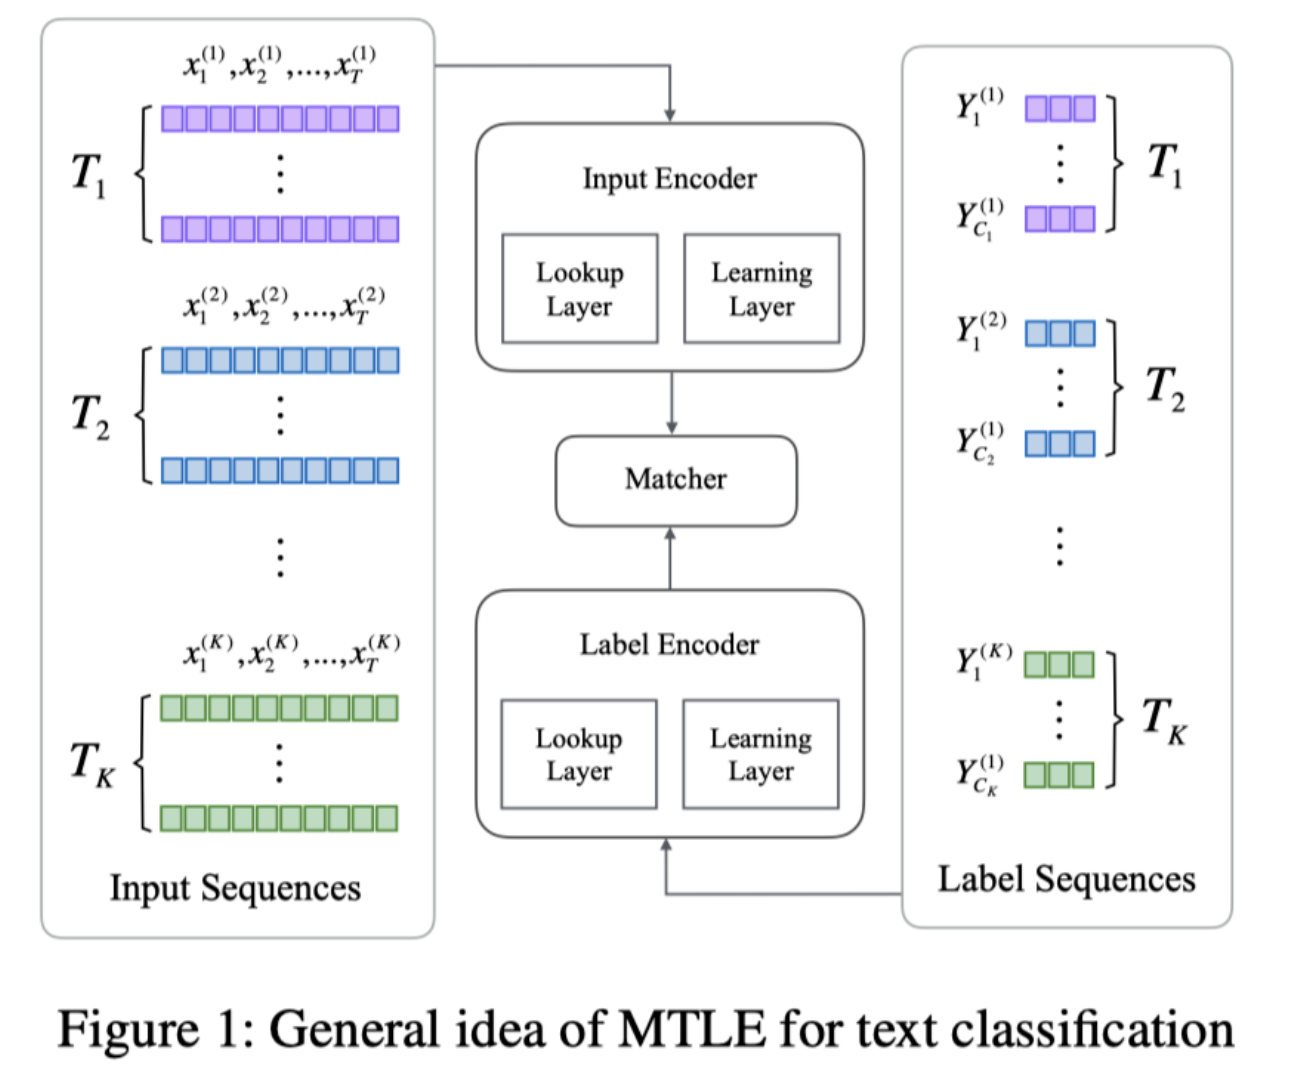 x_1^{(1)}, x_2^{(1)}, ..., x_T^{(1)}
T_1
x_1^{(2)}, x_2^{(2)}, ..., x_T^{(2)}
T_2
x_1^{(K)}, x_2^{(K)}, ..., x_T^{(K)}
T_K
Input Sequences
Input Encoder
Lookup
Layer
Learning
Layer
Matcher
Label Encoder
Lookup
Layer
Learning
Layer
Y_1^{(1)}
Y_{C_1}^{(1)}
T_1
Y_1^{(2)}
Y_{C_2}^{(1)}
T_2
Y_1^{(K)}
Y_{C_K}^{(1)}
T_K
Label Sequences
Figure 1: General idea of MTLE for text classification